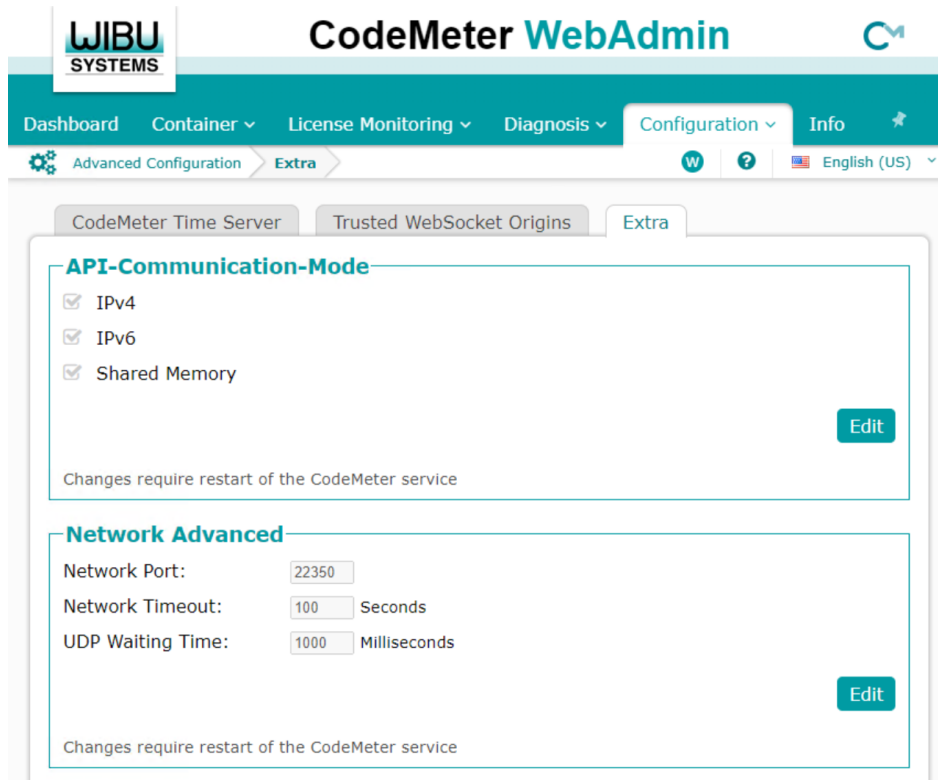 WIBU
SYSTEMS
CodeMeter WebAdmin
CM
Dashboard Container License Monitoring Diagnosis Configuration Info
Advanced Configuration Extra W ? English (US)
CodeMeter Time Server Trusted WebSocket Origins Extra
API-Communication-Mode
IPv4
IPv6
Shared Memory
Edit
Changes require restart of the CodeMeter service
Network Advanced
Network Port: 22350
Network Timeout: 100 Seconds
UDP Waiting Time: 1000 Milliseconds
Edit
Changes require restart of the CodeMeter service